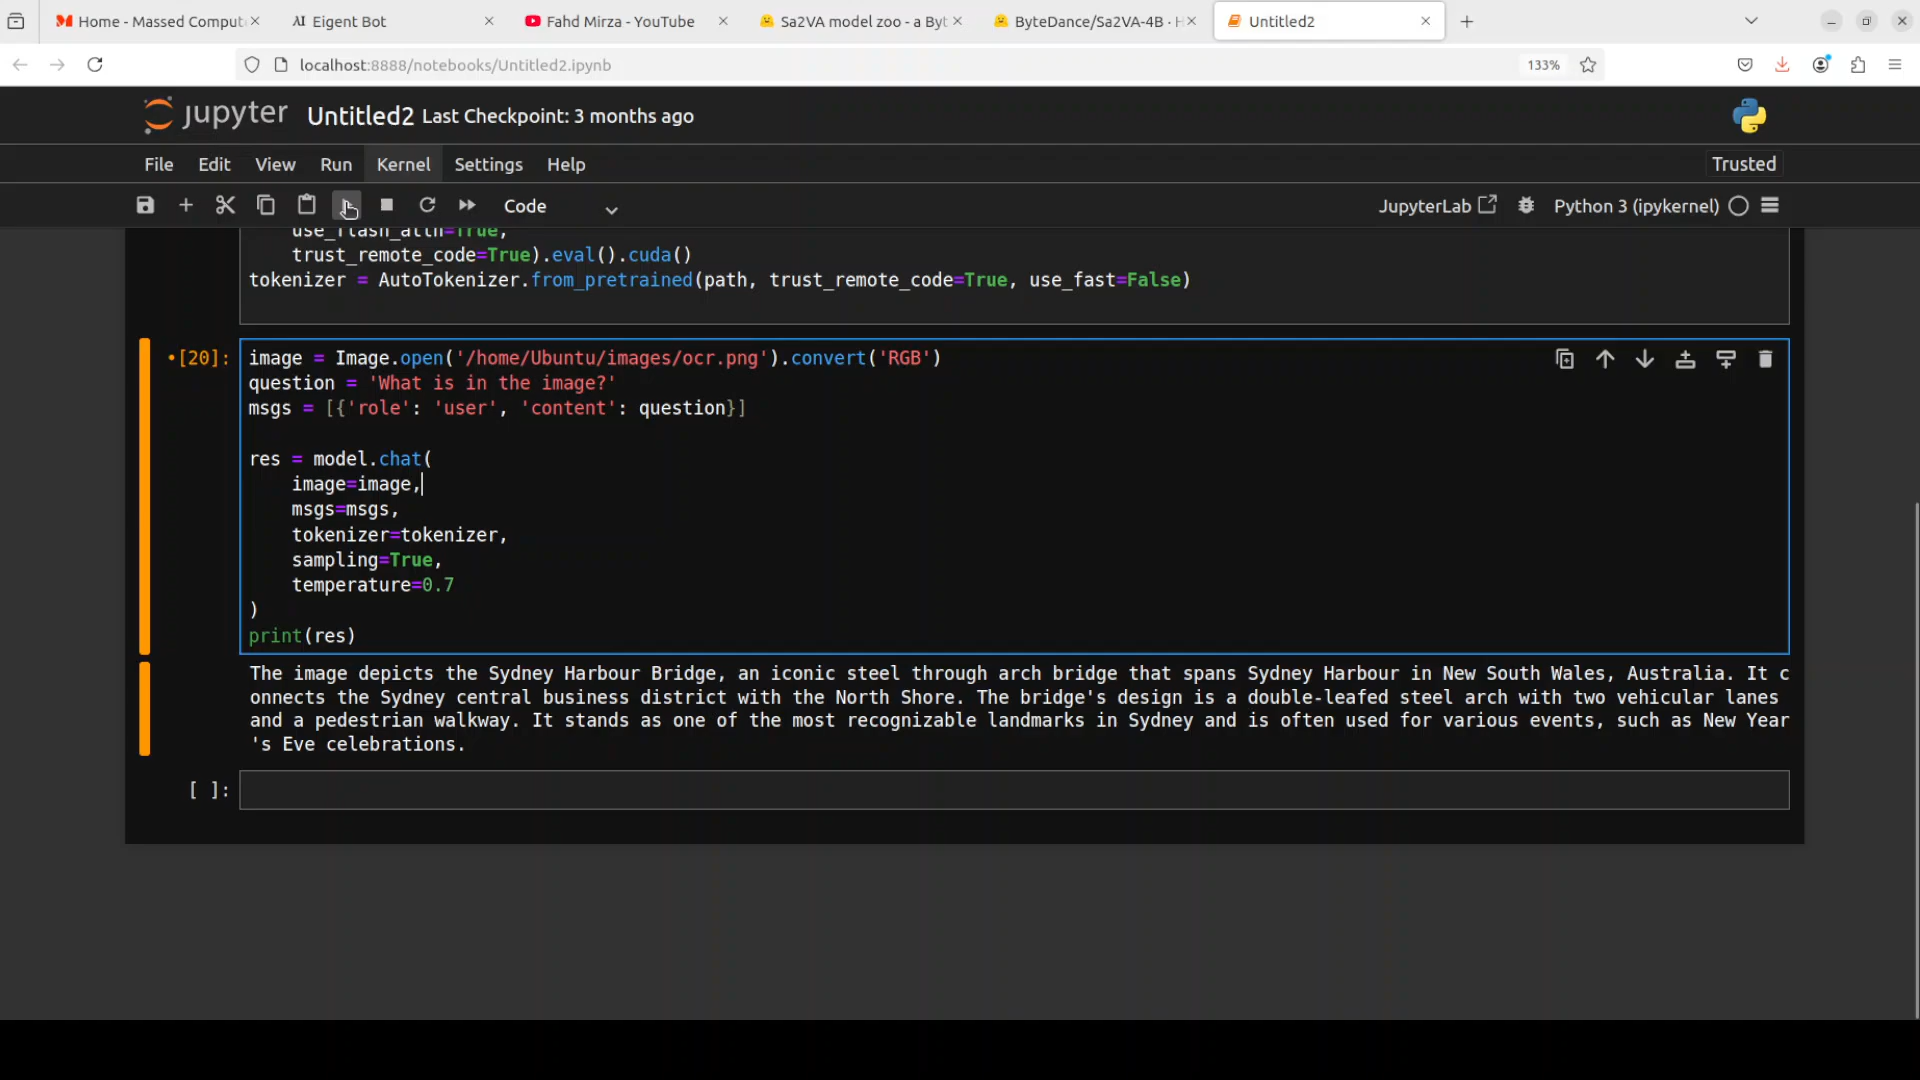 Home - Massed Comput
Eigent Bot
Fahd Mirza - YouTube
Sa2VA model zoo - a Byt
ByteDance/Sa2VA-4B · H
Untitled2
localhost:8888/notebooks/Untitled2.ipynb
133%
jupyter Untitled2 Last Checkpoint: 3 months ago
File Edit View Run Kernel Settings Help
Trusted
Code
JupyterLab
Python 3 (ipykernel)
use_flash_attn=True,
trust_remote_code=True).eval().cuda()
tokenizer = AutoTokenizer.from_pretrained(path, trust_remote_code=True, use_fast=False)
•[20]:
image = Image.open('/home/Ubuntu/images/ocr.png').convert('RGB')
question = 'What is in the image?'
msgs = [{'role': 'user', 'content': question}]
res = model.chat(
image=image,
msgs=msgs,
tokenizer=tokenizer,
sampling=True,
temperature=0.7
)
print(res)
The image depicts the Sydney Harbour Bridge, an iconic steel through arch bridge that spans Sydney Harbour in New South Wales, Australia. It c
onnects the Sydney central business district with the North Shore. The bridge's design is a double-leafed steel arch with two vehicular lanes
and a pedestrian walkway. It stands as one of the most recognizable landmarks in Sydney and is often used for various events, such as New Year
's Eve celebrations.
[ ]: